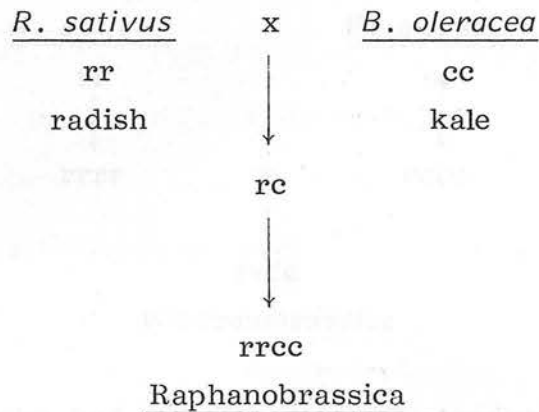 R. sativus x B. oleracea
rr cc
radish kale
rc
rrcc
Raphanobrassica